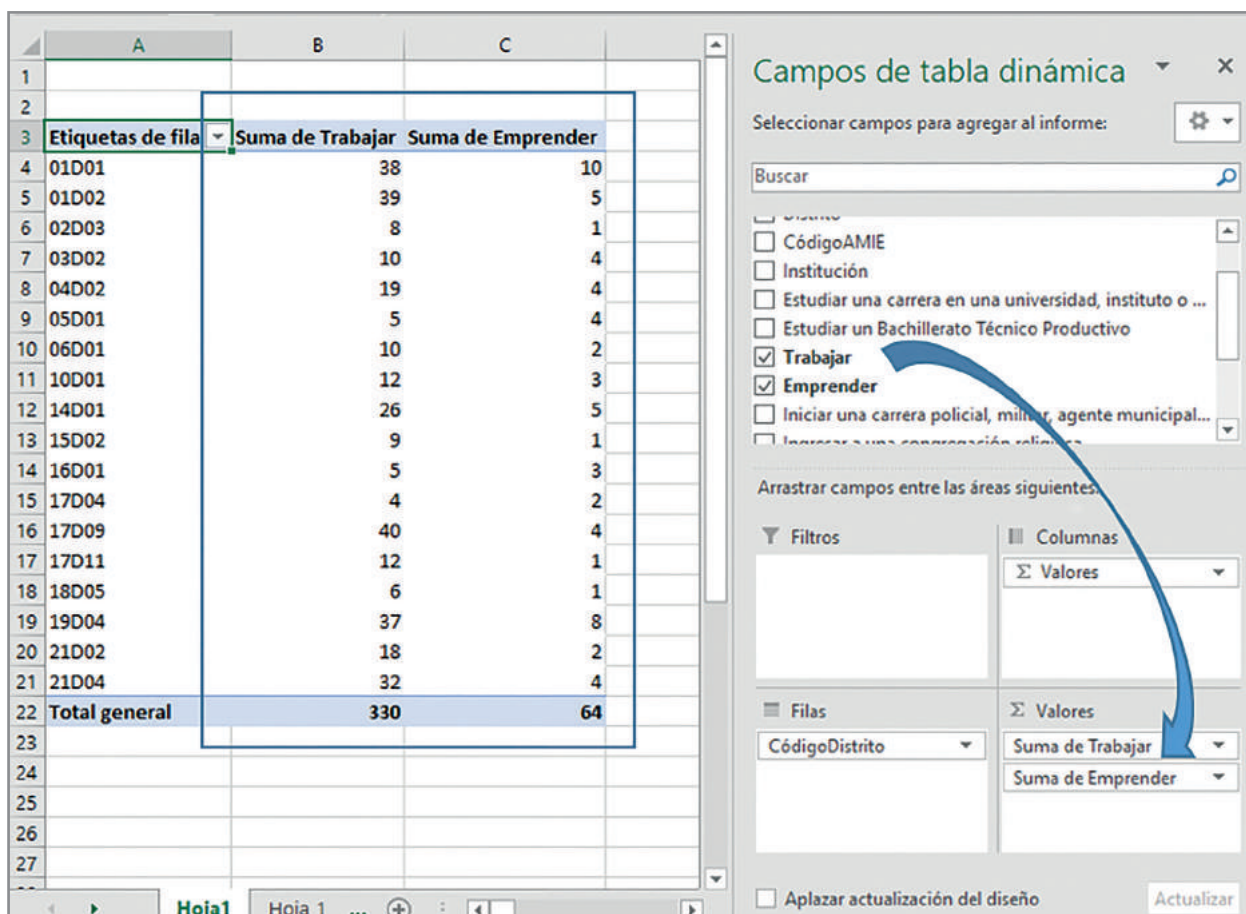 A B C
1
2
3 Etiquetas de fila Suma de Trabajar Suma de Emprender
4 01D01 38 10
5 01D02 39 5
6 02D03 8 1
7 03D02 10 4
8 04D02 19 4
9 05D01 5 4
10 06D01 10 2
11 10D01 12 3
12 14D01 26 5
13 15D02 9 1
14 16D01 5 3
15 17D04 4 2
16 17D09 40 4
17 17D11 12 1
18 18D05 6 1
19 19D04 37 8
20 21D02 18 2
21 21D04 32 4
22 Total general 330 64
23
24
25
26
27
Hoja1 Hoja 1 ...
Campos de tabla dinámica
Seleccionar campos para agregar al informe:
Buscar
Distrito
CódigoAMIE
Institución
Estudiar una carrera en una universidad, instituto o ...
Estudiar un Bachillerato Técnico Productivo
Trabajar
Emprender
Iniciar una carrera policial, militar, agente municipal...
Ingresar a una congregación religiosa
Arrastrar campos entre las áreas siguientes:
Filtros
Columnas
Σ Valores
Filas
Σ Valores
CódigoDistrito
Suma de Trabajar
Suma de Emprender
Aplazar actualización del diseño
Actualizar